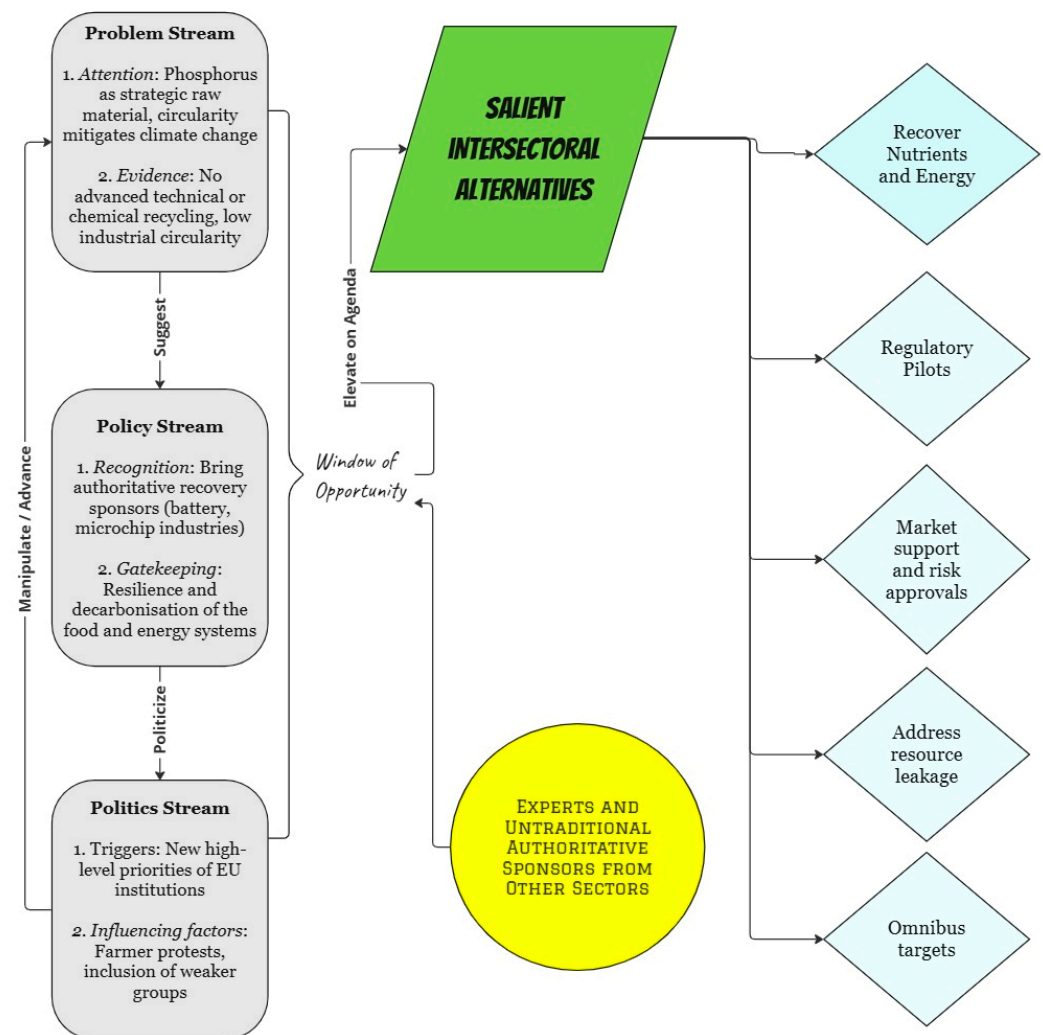 Problem Stream
1. Attention: Phosphorus
as strategic raw
material, circularity
mitigates climate change
2. Evidence: No
advanced technical or
chemical recycling, low
industrial circularity
Suggest
Policy Stream
1. Recognition: Bring
authoritative recovery
sponsors (battery,
microchip industries)
2. Gatekeeping:
Resilience and
decarbonisation of the
food and energy systems
Politicize
Politics Stream
1. Triggers: New high-
level priorities of EU
institutions
2. Influencing factors:
Farmer protests,
inclusion of weaker
groups
Manipulate / Advance
Window of
Opportunity
Elevate on Agenda
SALIENT
INTERSECTORAL
ALTERNATIVES
Experts and
Untraditional
Authoritative
Sponsors from
Other Sectors
Recover
Nutrients
and Energy
Regulatory
Pilots
Market
support
and risk
approvals
Address
resource
leakage
Omnibus
targets